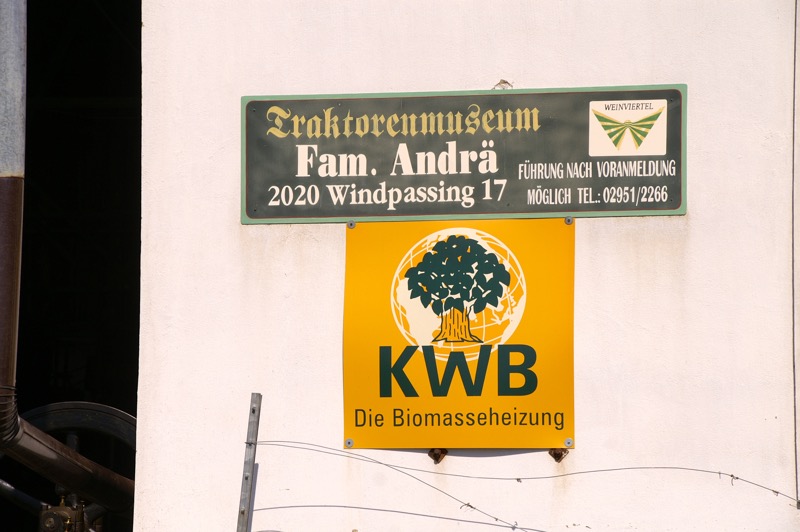 Traktorenmuseum
Fam. Andrä
2020 Windpassing 17
WEINVIERTEL
FÜHRUNG NACH VORANMELDUNG
MÖGLICH TEL.: 02951/2266
KWB
Die Biomasseheizung